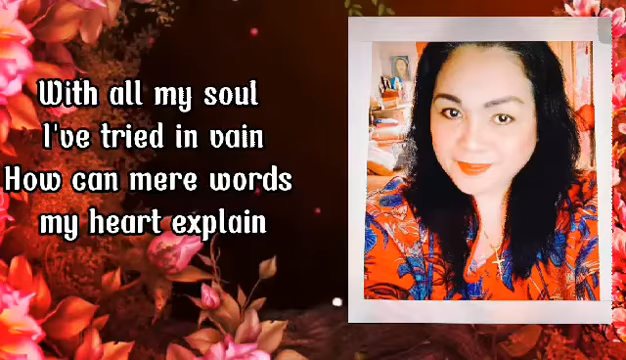 With all my soul
I've tried in vain
How can mere words
my heart explain